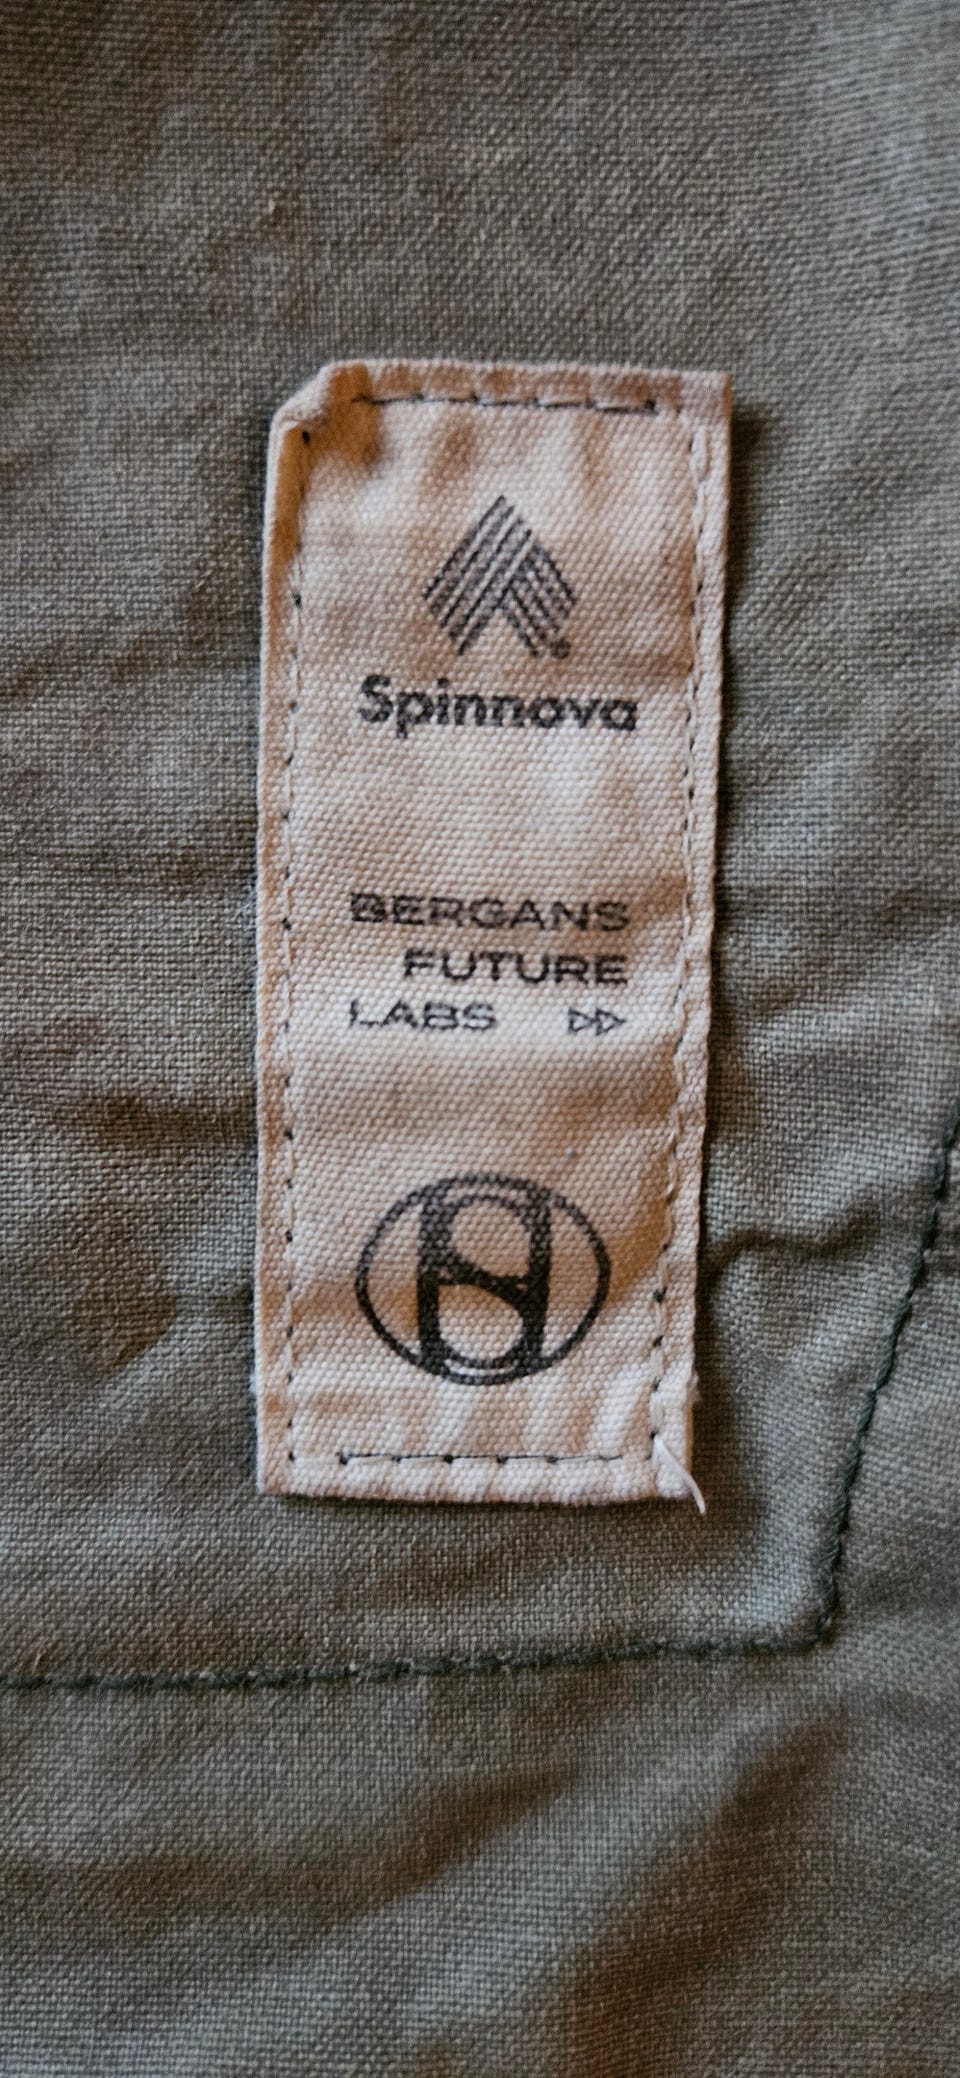 Spinnova
BERGANS
FUTURE
LABS